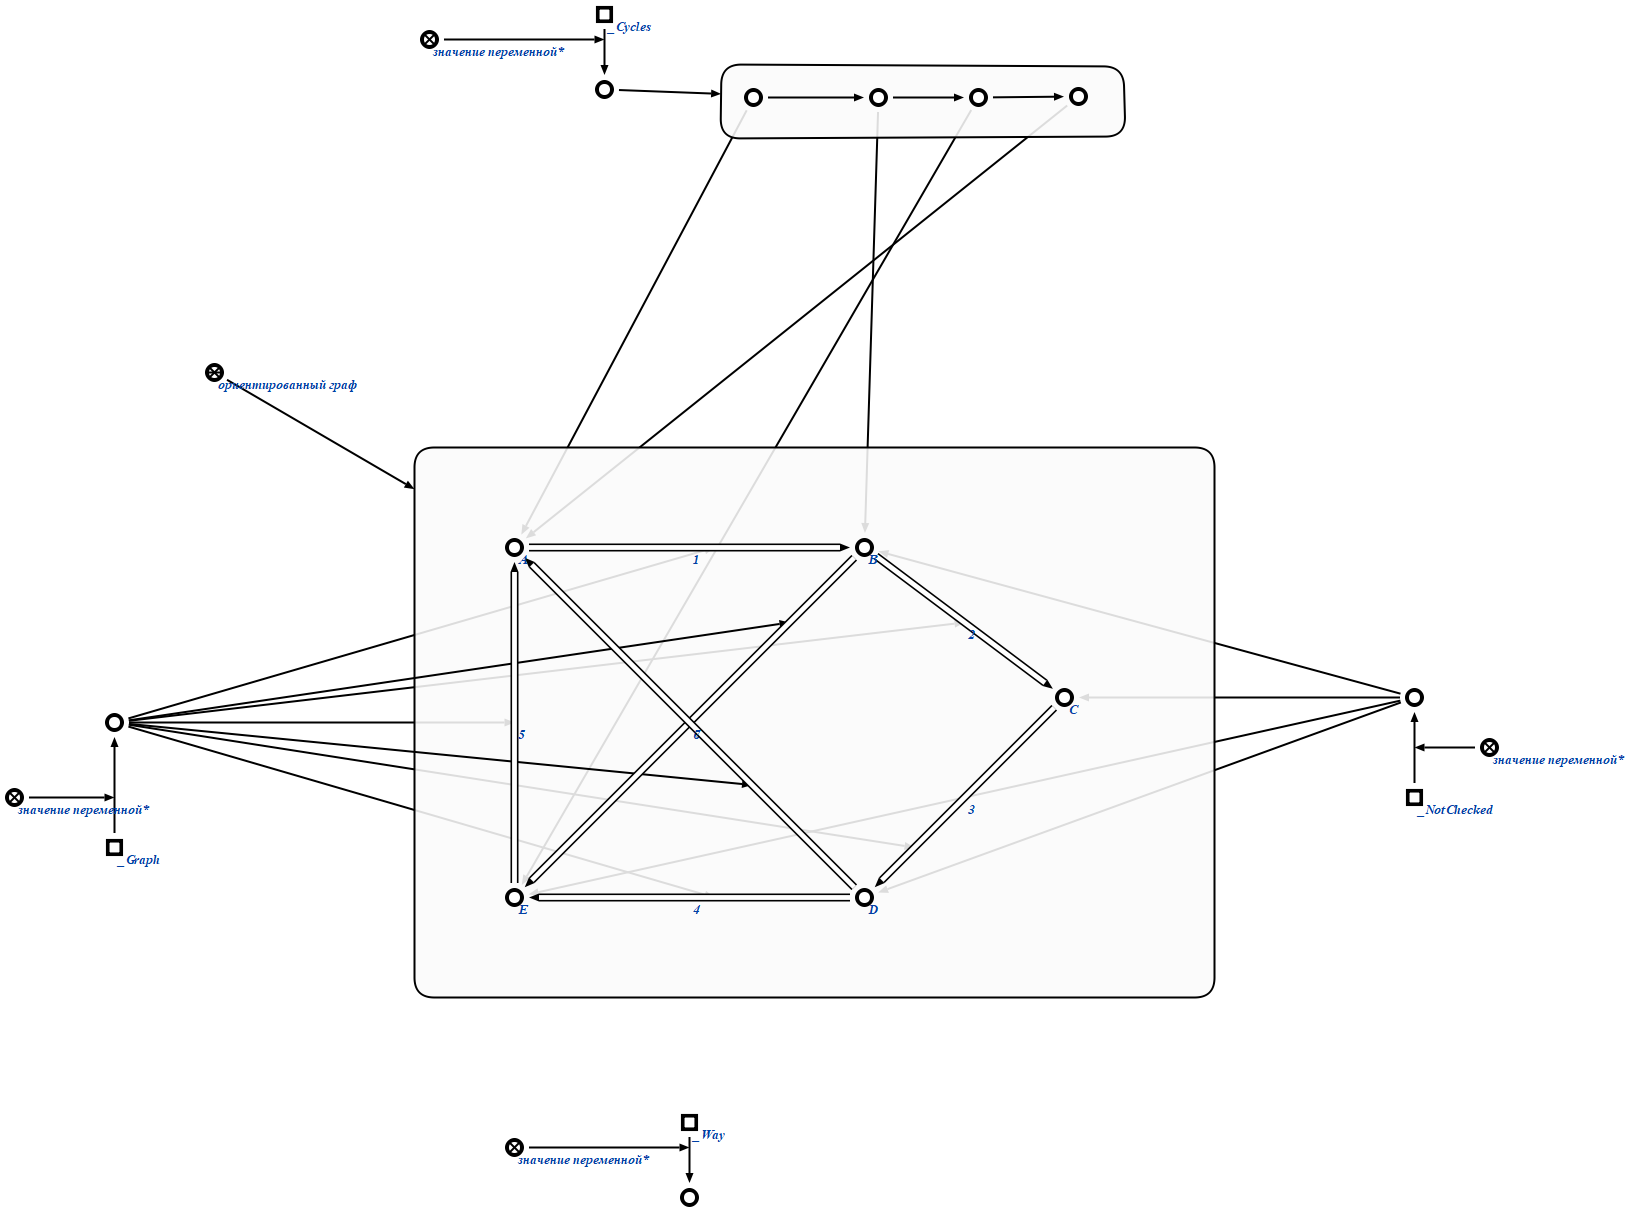 _Cycles
значение переменной*
ориентированный граф
A
1
B
2
C
5
6
значение переменной*
значение переменной*
_NotChecked
3
_Graph
E
4
D
_Way
значение переменной*